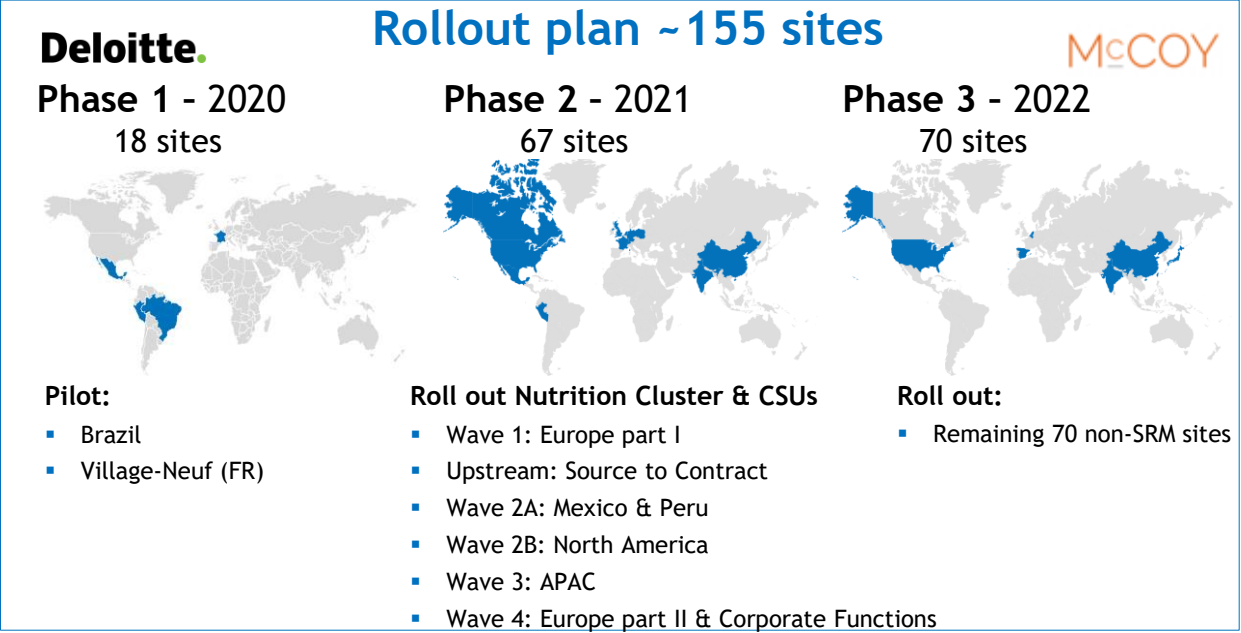 Rollout plan ~155 sites
Deloitte.
McCOY
Phase 1 – 2020
18 sites
Phase 2 – 2021
67 sites
Phase 3 – 2022
70 sites
Pilot:
▪ Brazil
▪ Village-Neuf (FR)
Roll out Nutrition Cluster & CSUs
▪ Wave 1: Europe part I
▪ Upstream: Source to Contract
▪ Wave 2A: Mexico & Peru
▪ Wave 2B: North America
▪ Wave 3: APAC
▪ Wave 4: Europe part II & Corporate Functions
Roll out:
▪ Remaining 70 non-SRM sites